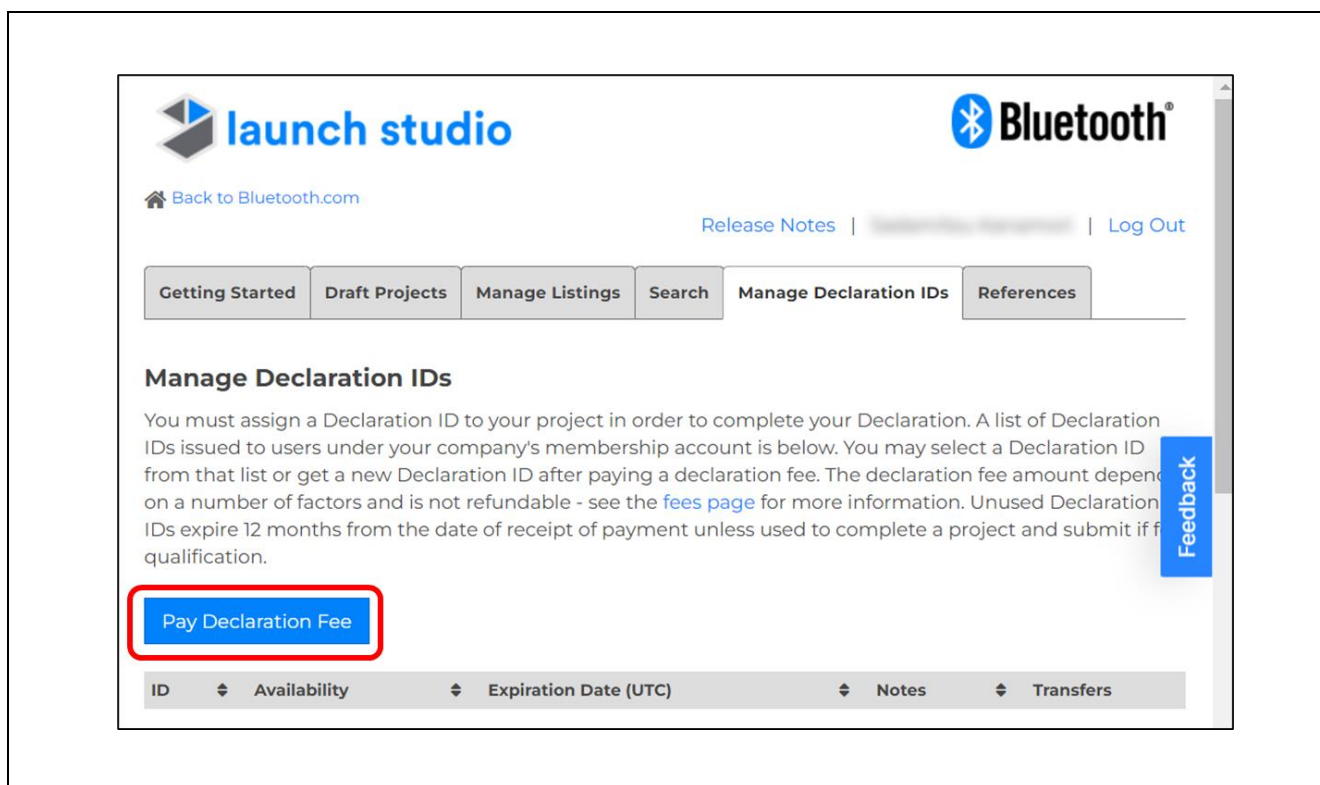 launch studio
Bluetooth®
Back to Bluetooth.com
Release Notes | | Log Out
Getting Started Draft Projects Manage Listings Search Manage Declaration IDs References
Manage Declaration IDs
You must assign a Declaration ID to your project in order to complete your Declaration. A list of Declaration
IDs issued to users under your company's membership account is below. You may select a Declaration ID
from that list or get a new Declaration ID after paying a declaration fee. The declaration fee amount depend
on a number of factors and is not refundable - see the fees page for more information. Unused Declaration
IDs expire 12 months from the date of receipt of payment unless used to complete a project and submit if f
qualification.
Feedback
Pay Declaration Fee
ID Availability Expiration Date (UTC) Notes Transfers